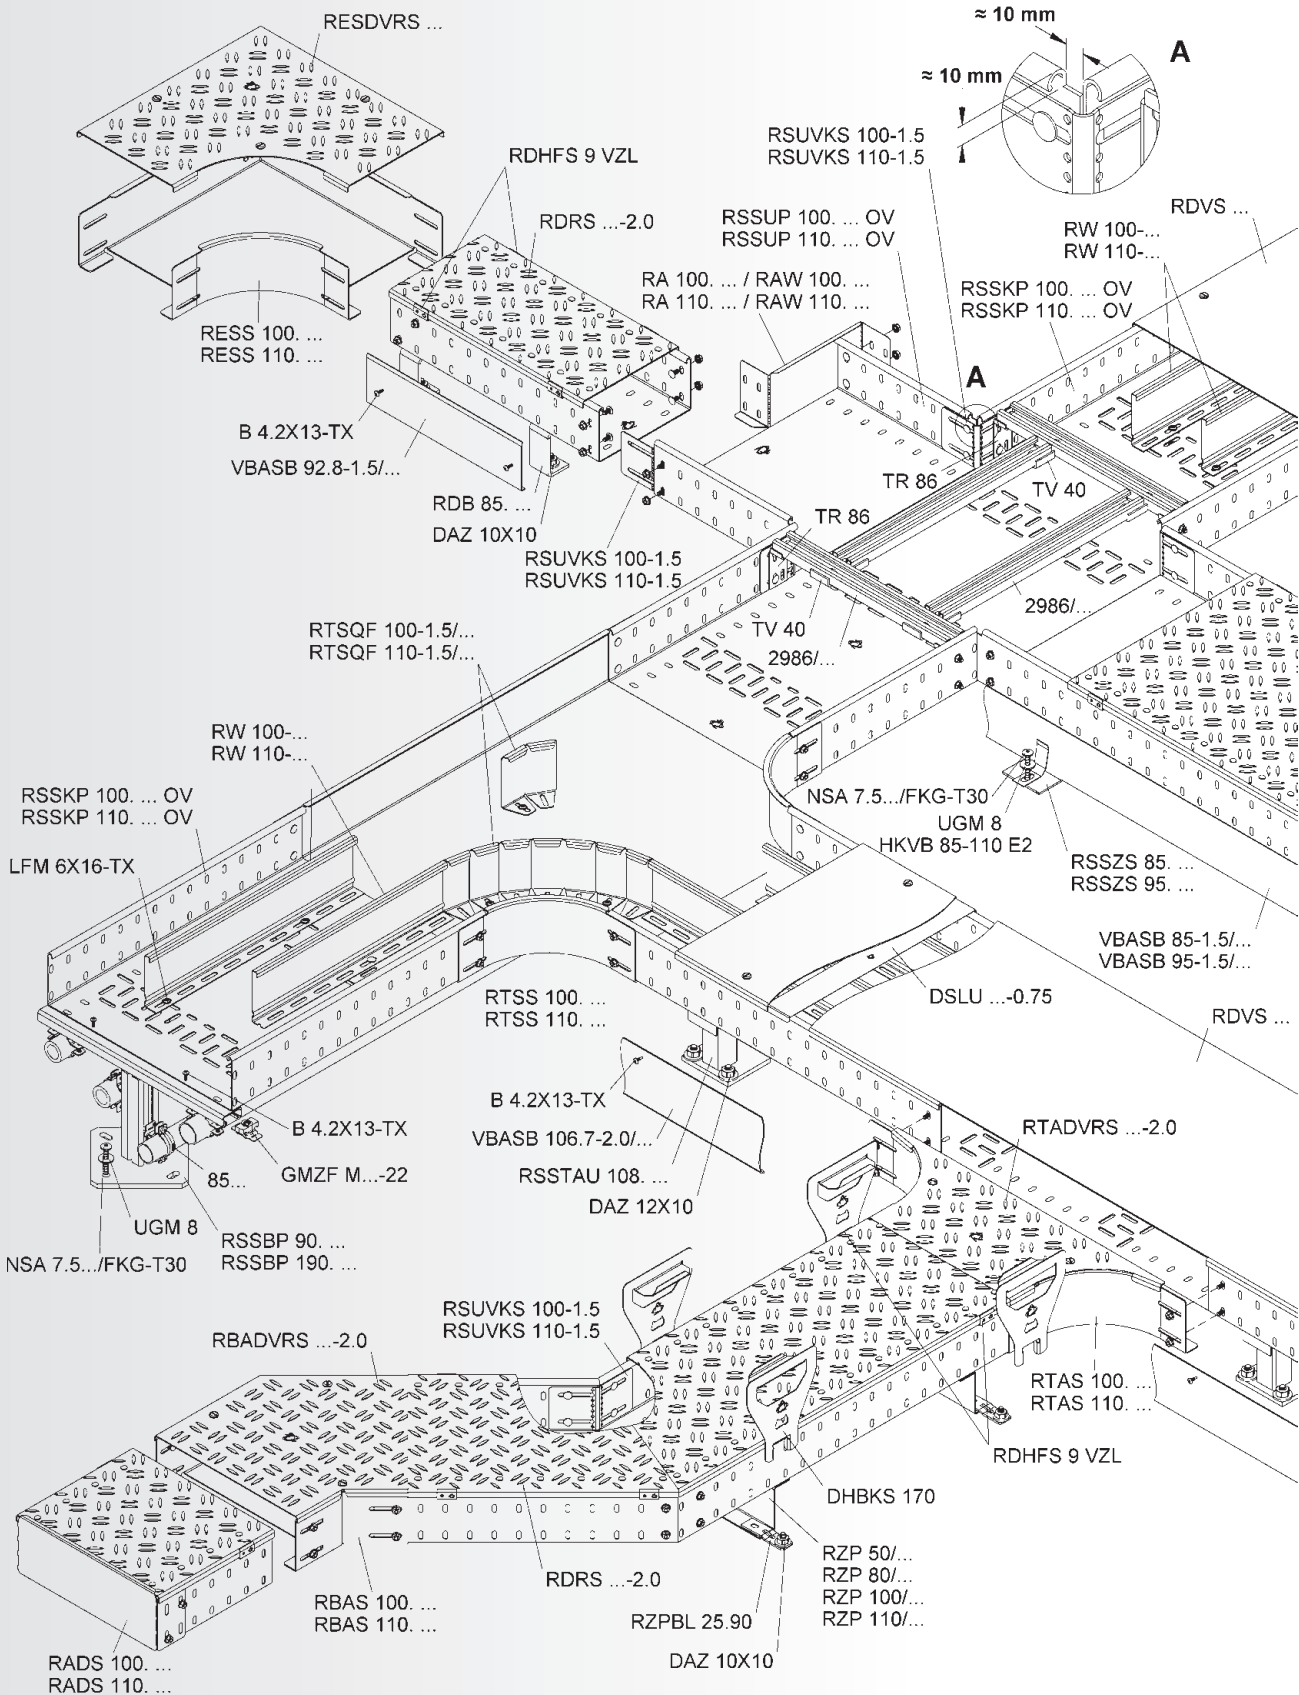 RESDVRS ...
≈ 10 mm
A
≈ 10 mm
RSUVKS 100-1.5
RSUVKS 110-1.5
RDHFS 9 VZL
RDVS ...
RDRS ...-2.0
RSSUP 100. ... OV
RSSUP 110. ... OV
RW 100-...
RW 110-...
RA 100. ... / RAW 100. ...
RA 110. ... / RAW 110. ...
RSSKP 100. ... OV
RSSKP 110. ... OV
RESS 100. ...
RESS 110. ...
A
B 4.2X13-TX
VBASB 92.8-1.5/...
TR 86
TV 40
RDB 85. ...
DAZ 10X10
TR 86
RSUVKS 100-1.5
RSUVKS 110-1.5
2986/...
RTSQF 100-1.5/...
RTSQF 110-1.5/...
TV 40
2986/...
RW 100-...
RW 110-...
RSSKP 100. ... OV
RSSKP 110. ... OV
NSA 7.5.../FKG-T30
UGM 8
HKVB 85-110 E2
LFM 6X16-TX
RSSZS 85. ...
RSSZS 95. ...
VBASB 85-1.5/...
VBASB 95-1.5/...
RTSS 100. ...
RTSS 110. ...
DSLU ...-0.75
RDVS ...
B 4.2X13-TX
B 4.2X13-TX
RTADVRS ...-2.0
VBASB 106.7-2.0/...
85...
GMZF M...-22
RSSTAU 108. ...
DAZ 12X10
UGM 8
RSSBP 90. ...
RSSBP 190. ...
NSA 7.5.../FKG-T30
RSUVKS 100-1.5
RSUVKS 110-1.5
RBADVRS ...-2.0
RTAS 100. ...
RTAS 110. ...
RDHFS 9 VZL
DHBKS 170
RZP 50/...
RZP 80/...
RZP 100/...
RZP 110/...
RDRS ...-2.0
RBAS 100. ...
RBAS 110. ...
RZPBL 25.90
DAZ 10X10
RADS 100. ...
RADS 110. ...